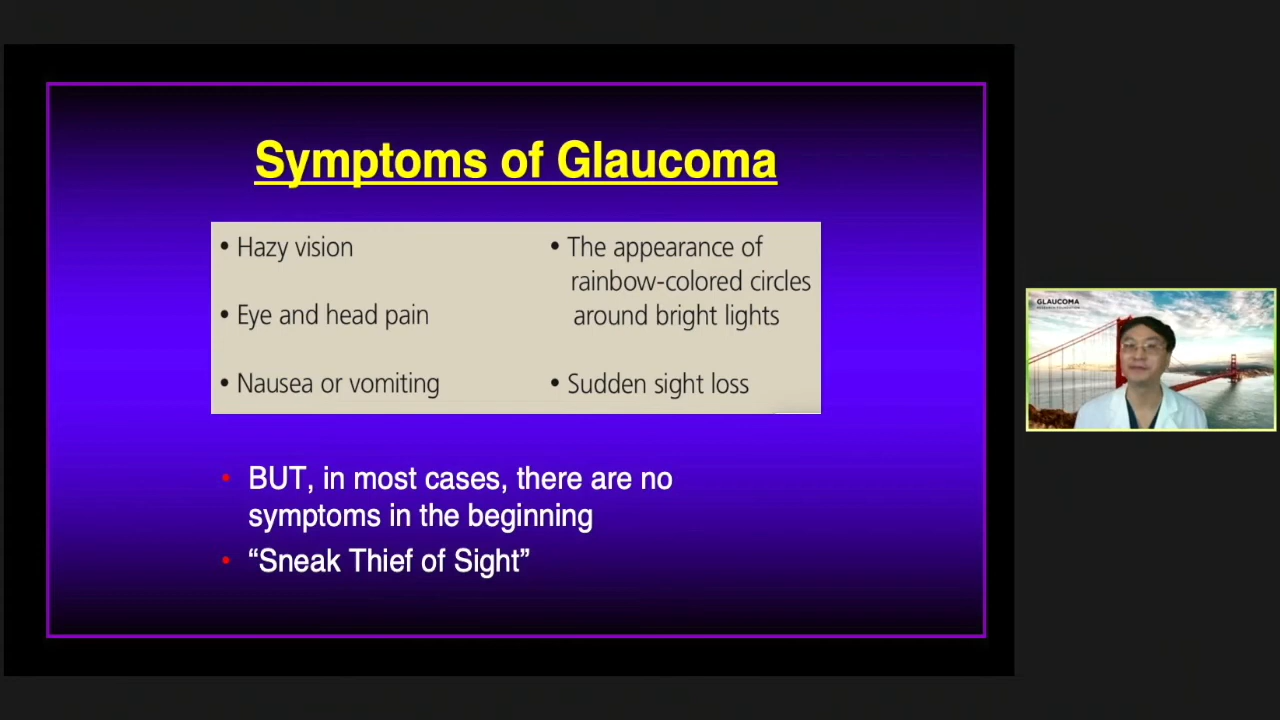 Symptoms of Glaucoma
• Hazy vision
• Eye and head pain
• Nausea or vomiting
• The appearance of
rainbow-colored circles
around bright lights
• Sudden sight loss
• BUT, in most cases, there are no
symptoms in the beginning
• “Sneak Thief of Sight”
GLAUCOMA
RESEARCH FOUNDATION